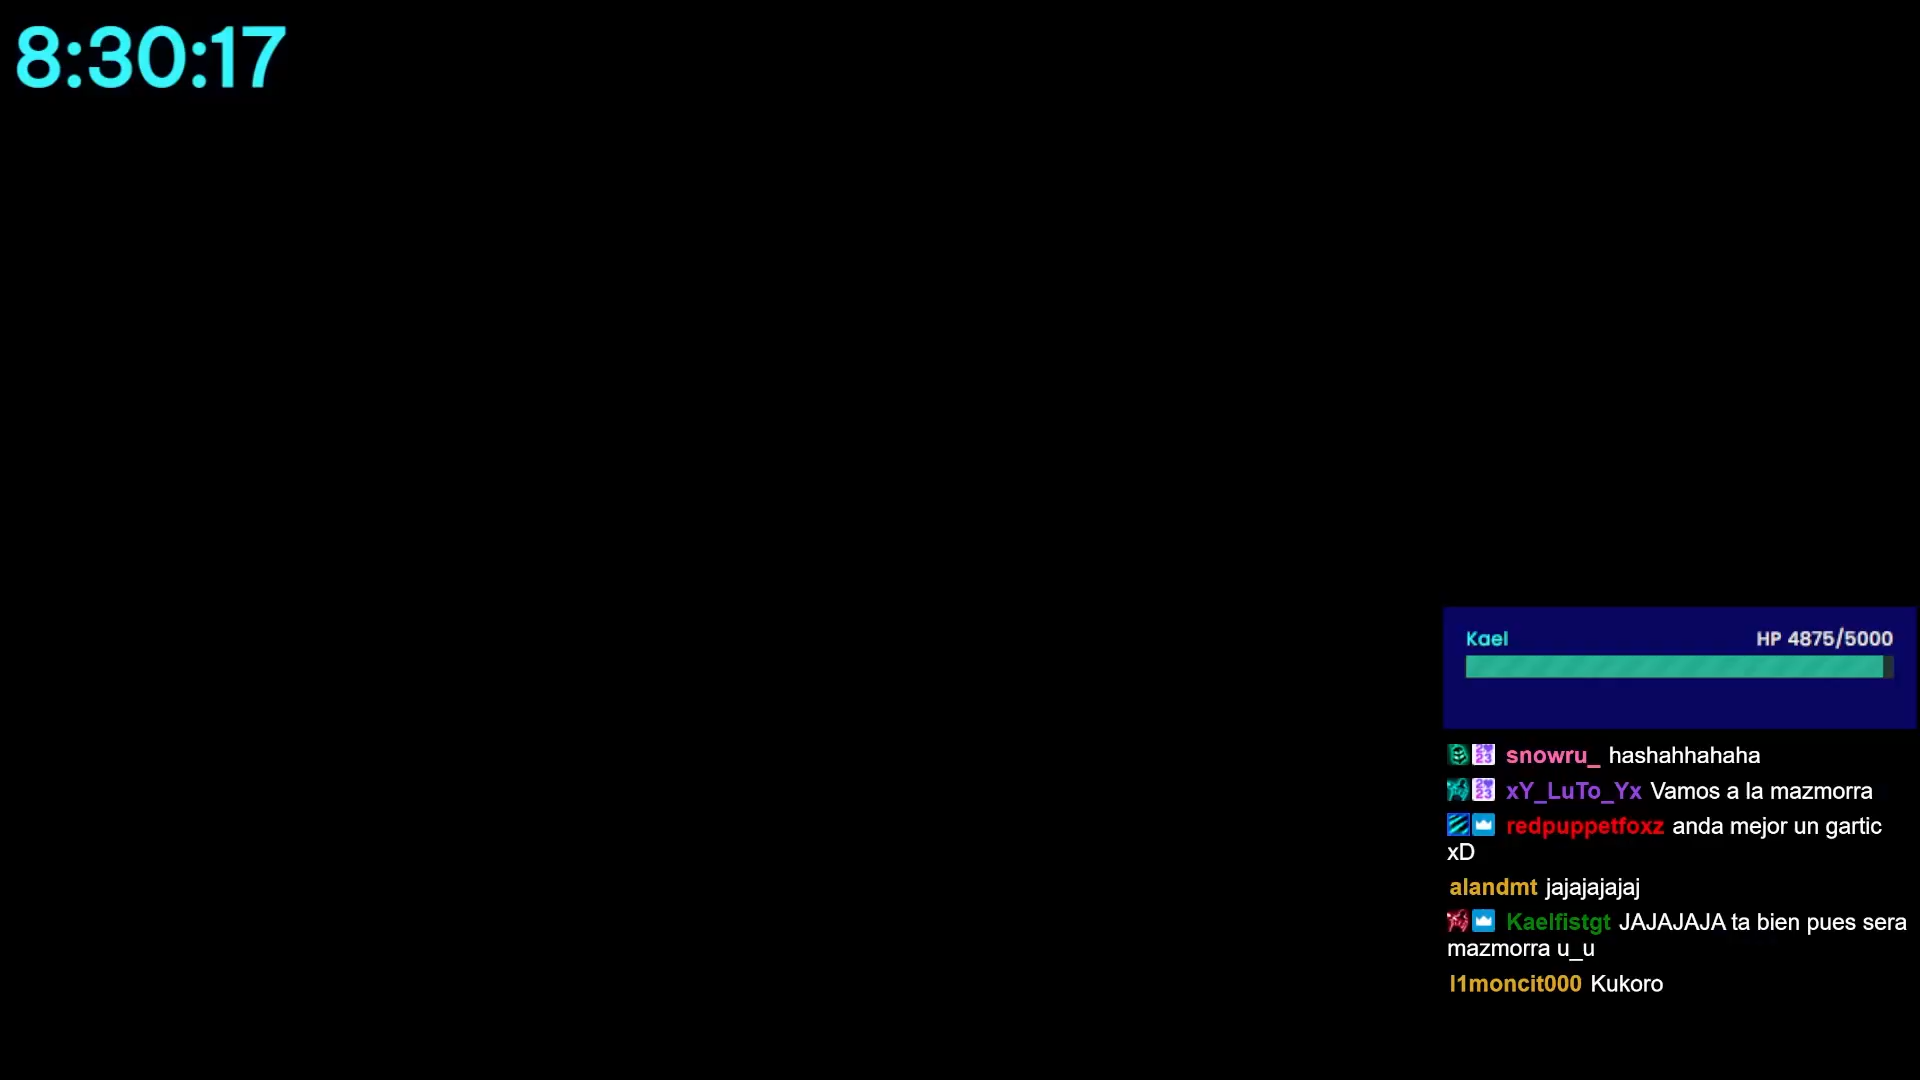 8:30:17
Kael HP 4875/5000
snowru_ hashahhahaha
xY_LuTo_Yx Vamos a la mazmorra
redpuppetfoxz anda mejor un gartic
xD
alandmt jajajajajaj
Kaelfistgt JAJAJAJA ta bien pues sera
mazmorra u_u
l1moncit000 Kukoro